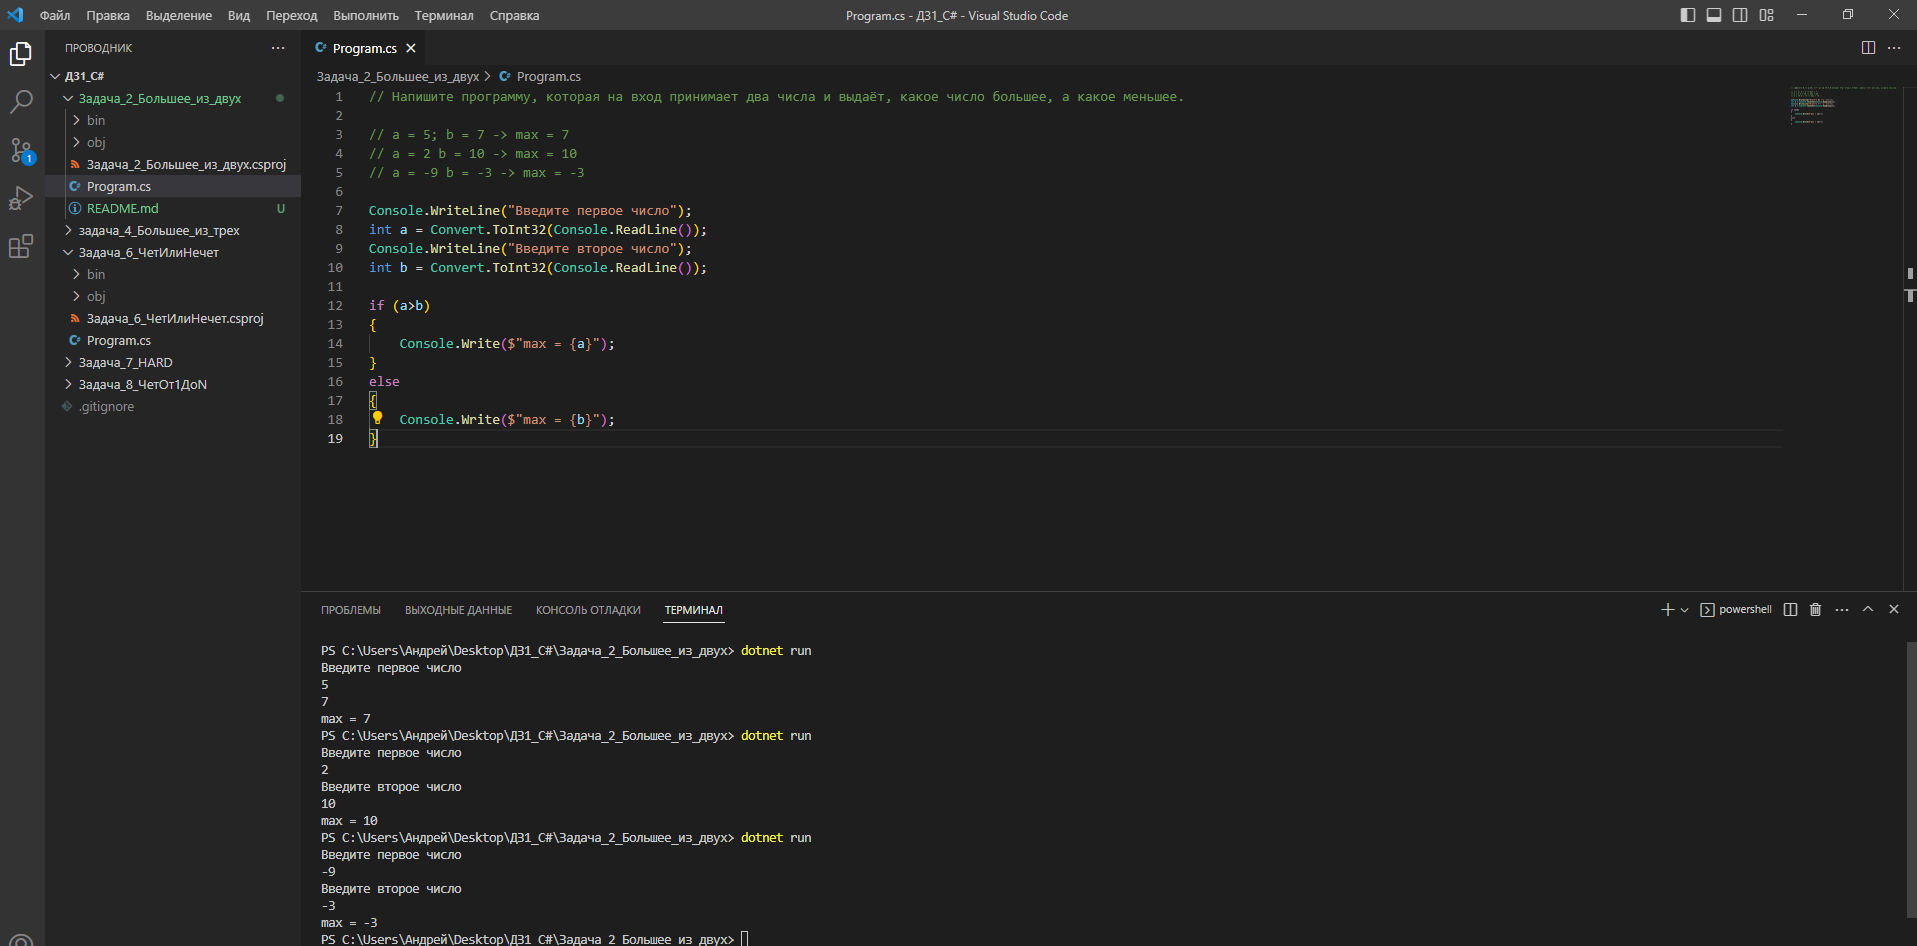 Файл Правка Выделение Вид Переход Выполнить Терминал Справка
Program.cs - ДЗ1_C# - Visual Studio Code
ПРОВОДНИК
ДЗ1_C#
Задача_2_Большее_из_двух
bin
obj
Задача_2_Большее_из_двух.csproj
Program.cs
README.md U
задача_4_Большее_из_трех
Задача_6_ЧетИлиНечет
bin
obj
Задача_6_ЧетИлиНечет.csproj
Program.cs
Задача_7_HARD
Задача_8_ЧетОт1ДоN
.gitignore
1
Program.cs
Задача_2_Большее_из_двух > Program.cs
1 // Напишите программу, которая на вход принимает два числа и выдаёт, какое число большее, а какое меньшее.
2
3 // a = 5; b = 7 -> max = 7
4 // a = 2 b = 10 -> max = 10
5 // a = -9 b = -3 -> max = -3
6
7 Console.WriteLine("Введите первое число");
8 int a = Convert.ToInt32(Console.ReadLine());
9 Console.WriteLine("Введите второе число");
10 int b = Convert.ToInt32(Console.ReadLine());
11
12 if (a>b)
13 {
14 Console.Write($"max = {a}");
15 }
16 else
17 {
18 Console.Write($"max = {b}");
19 }
ПРОБЛЕМЫ ВЫХОДНЫЕ ДАННЫЕ КОНСОЛЬ ОТЛАДКИ ТЕРМИНАЛ
powershell
PS C:\Users\Андрей\Desktop\ДЗ1_C#\Задача_2_Большее_из_двух> dotnet run
Введите первое число
5
7
max = 7
PS C:\Users\Андрей\Desktop\ДЗ1_C#\Задача_2_Большее_из_двух> dotnet run
Введите первое число
2
Введите второе число
10
max = 10
PS C:\Users\Андрей\Desktop\ДЗ1_C#\Задача_2_Большее_из_двух> dotnet run
Введите первое число
-9
Введите второе число
-3
max = -3
PS C:\Users\Андрей\Desktop\ДЗ1_C#\Задача_2_Большее_из_двух>